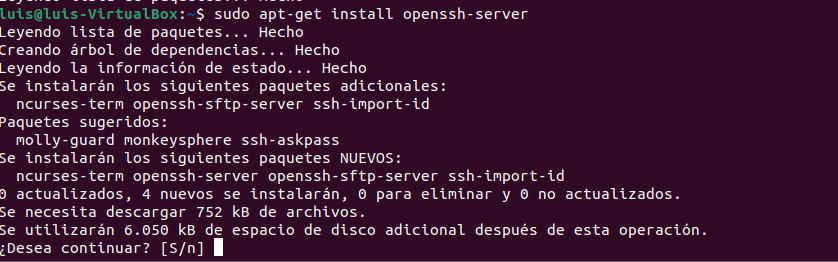 luis@luis-VirtualBox:~$ sudo apt-get install openssh-server
Leyendo lista de paquetes... Hecho
Creando árbol de dependencias... Hecho
Leyendo la información de estado... Hecho
Se instalarán los siguientes paquetes adicionales:
  ncurses-term openssh-sftp-server ssh-import-id
Paquetes sugeridos:
  molly-guard monkeysphere ssh-askpass
Se instalarán los siguientes paquetes NUEVOS:
  ncurses-term openssh-server openssh-sftp-server ssh-import-id
0 actualizados, 4 nuevos se instalarán, 0 para eliminar y 0 no actualizados.
Se necesita descargar 752 kB de archivos.
Se utilizarán 6.050 kB de espacio de disco adicional después de esta operación.
¿Desea continuar? [S/n]